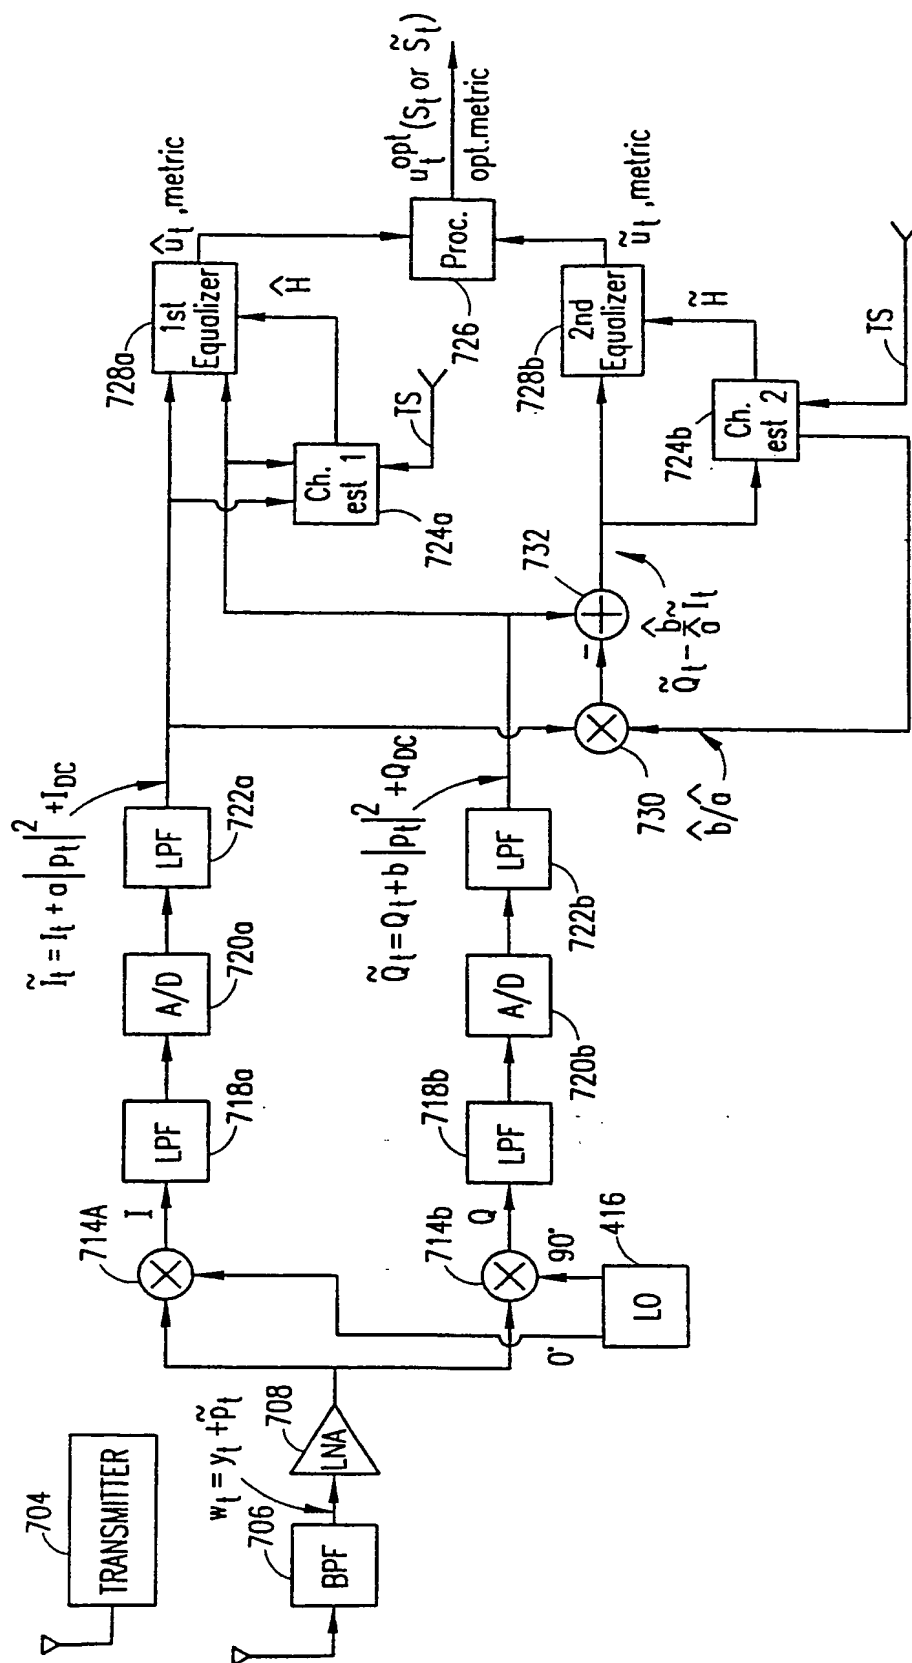 704
TRANSMITTER
706
BPF
w_t = y_t + p̃_t
708
LNA
714A
I
LPF
718a
A/D
720a
LPF
722a
Ĩ_t = I_t + a|p_t|² + I_DC
714b
Q
0°
90°
LO
416
LPF
718b
A/D
720b
LPF
722b
Q̃_t = Q_t + b|p_t|² + Q_DC
730
b̂/â
−
732
Q̃_t − b̂/â Ĩ_t
Ch. est 1
724a
TS
Ĥ
728a
1st Equalizer
û_t, metric
Ch. est 2
724b
TS
H̃
728b
2nd Equalizer
ũ_t, metric
Proc.
726
u_t^opt (S_t or S̃_t)
opt.metric